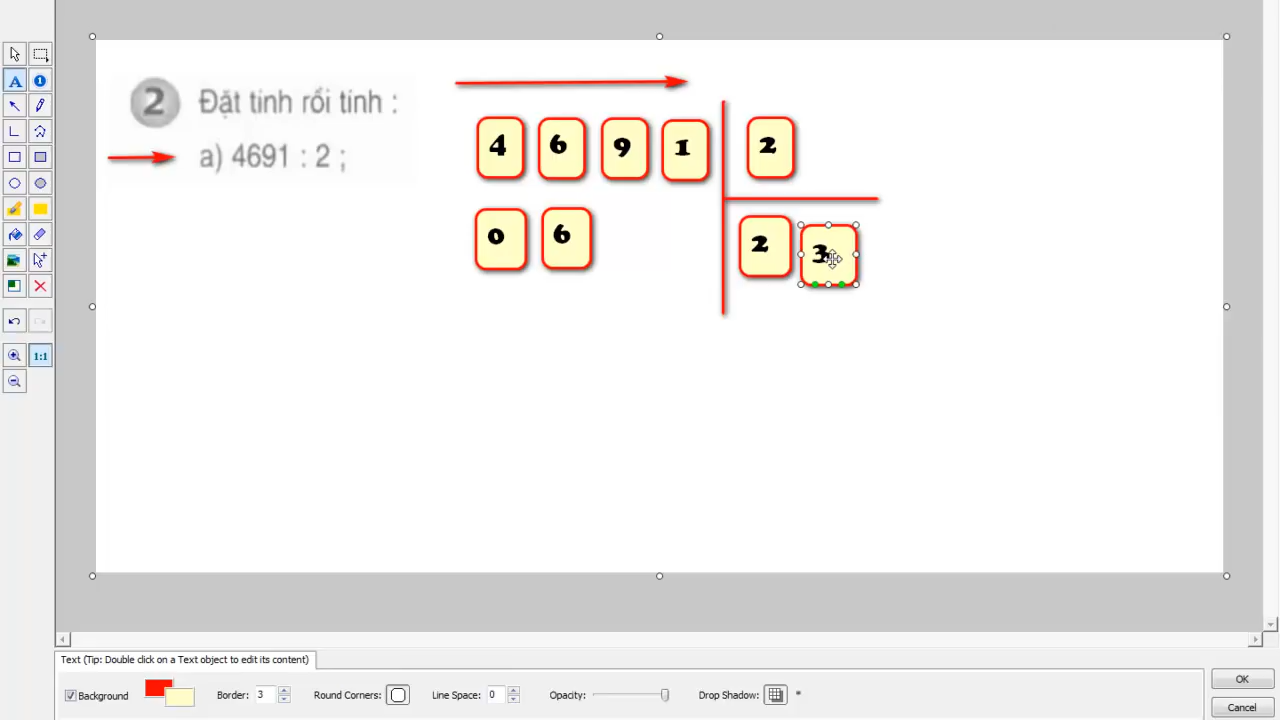 2 Đặt tính rồi tính :
a) 4691 : 2 ;
4 6 9 1 2
0 6 2 3
1:1
Text (Tip: Double click on a Text object to edit its content)
Background Border: 3 Round Corners: Line Space: 0 Opacity: Drop Shadow: *
OK
Cancel